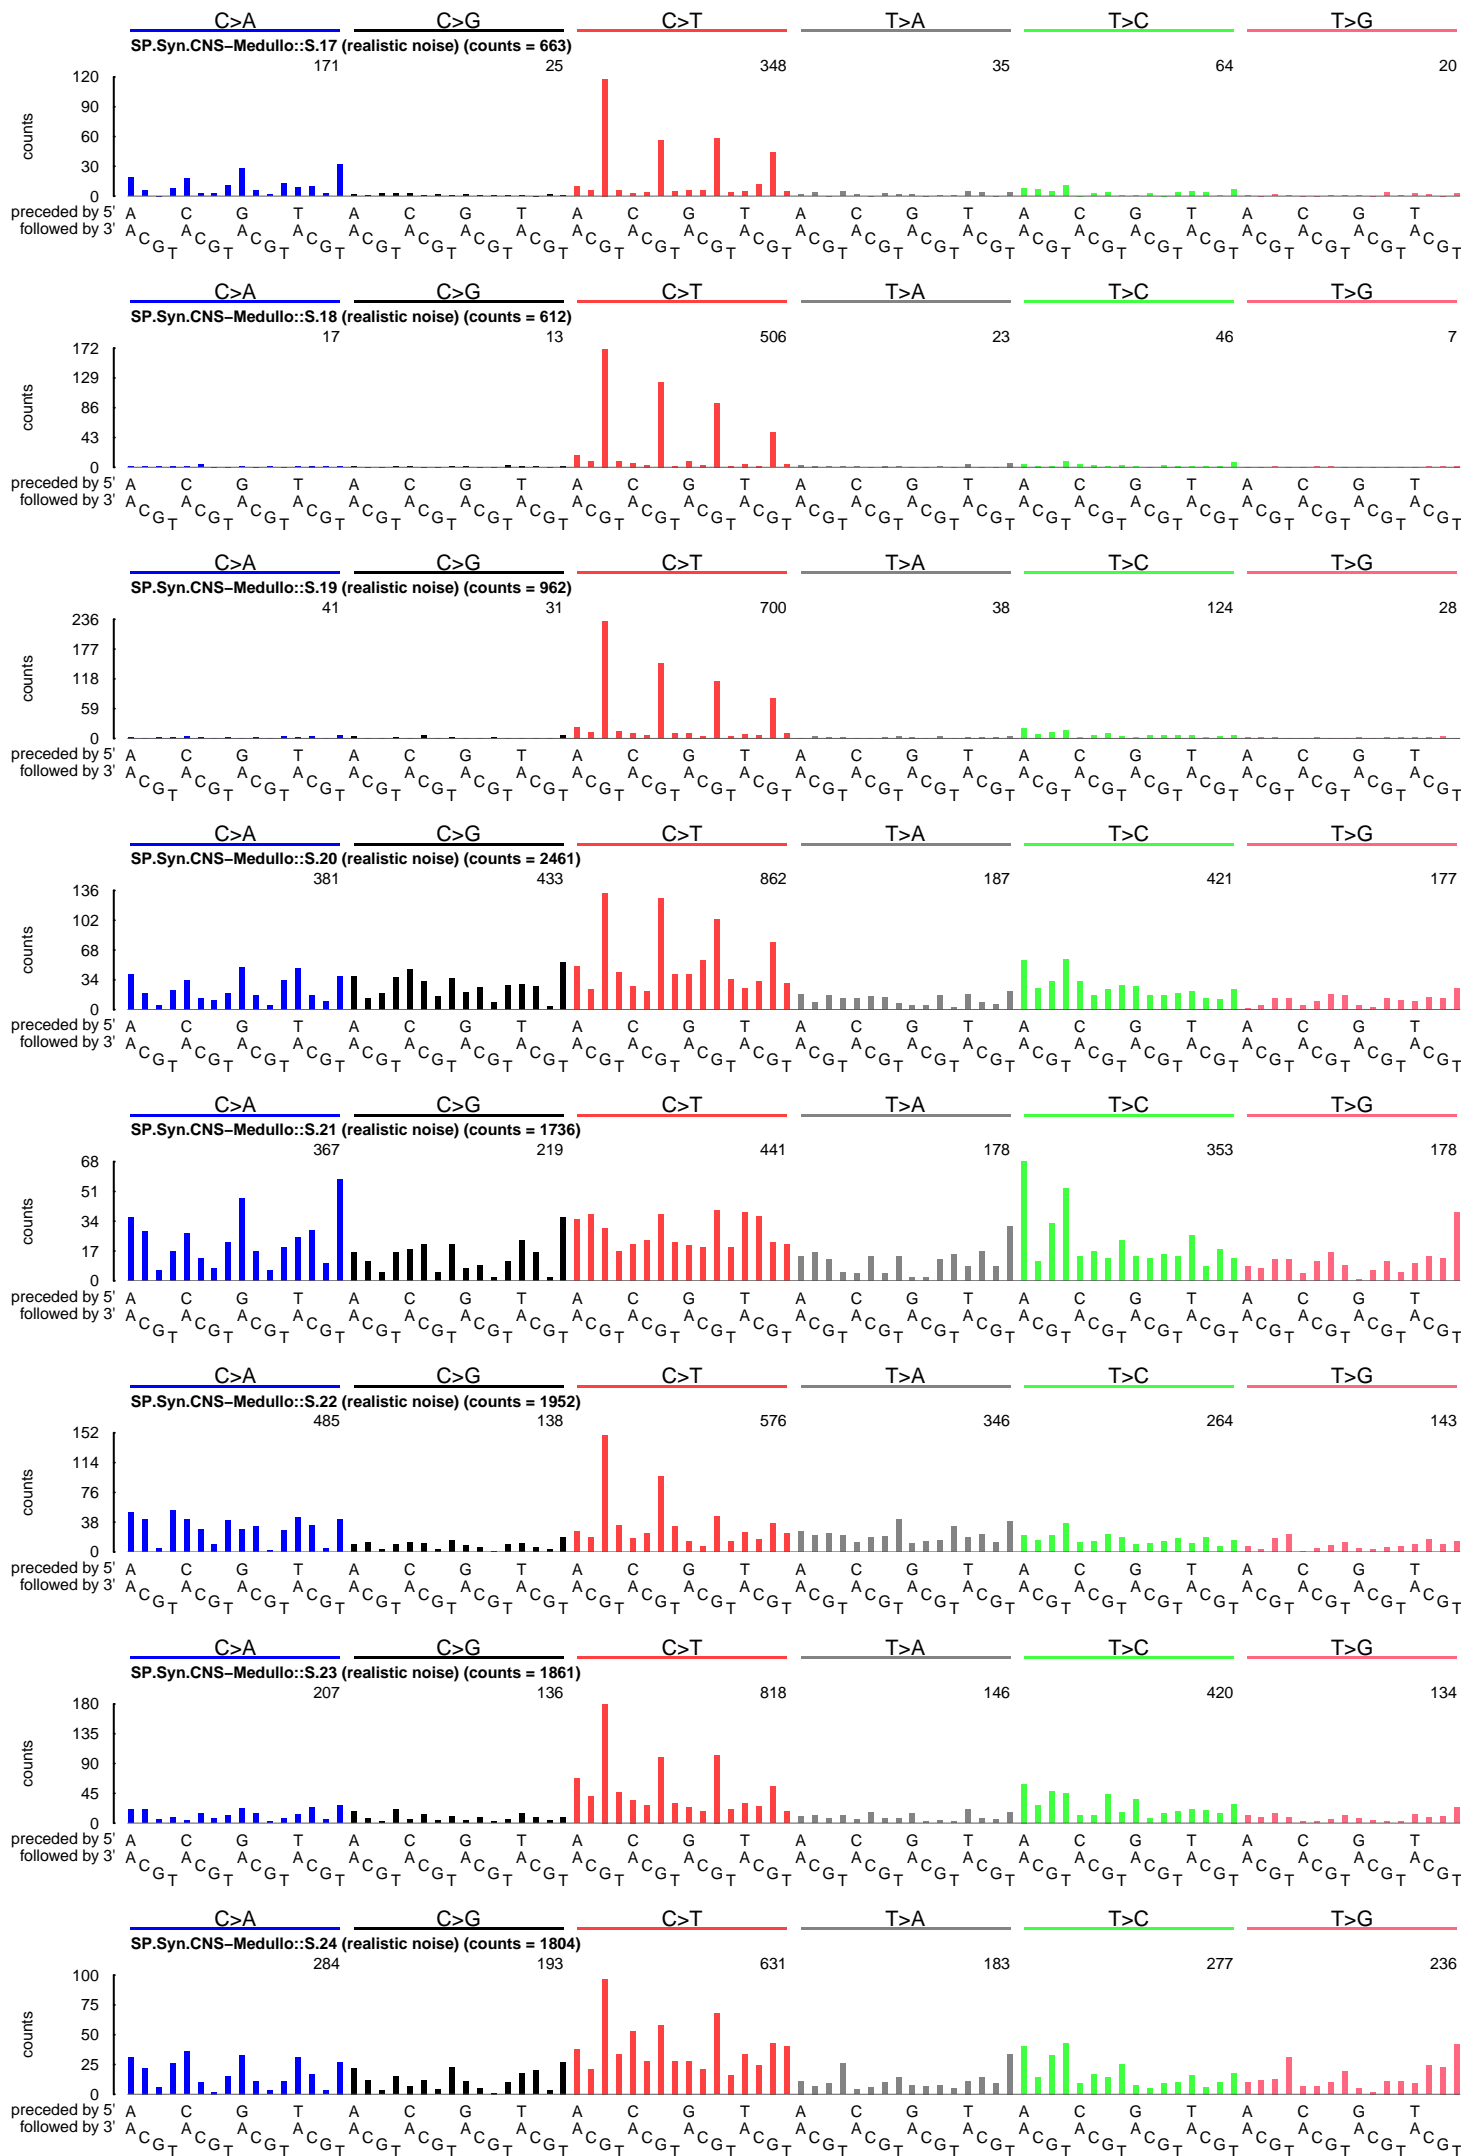 C>A C>G C>T T>A T>C T>G
SP.Syn.CNS−Medullo::S.17 (realistic noise) (counts = 663)
171 25 348 35 64 20
120
90
60
30
0
counts
preceded by 5' A C G T A C G T A C G T A C G T A C G T A C G T
followed by 3' A C G T A C G T A C G T A C G T A C G T A C G T A C G T A C G T A C G T A C G T A C G T A C G T A C G T A C G T A C G T A C G T A C G T A C G T A C G T A C G T A C G T A C G T A C G T A C G T
C>A C>G C>T T>A T>C T>G
SP.Syn.CNS−Medullo::S.18 (realistic noise) (counts = 612)
17 13 506 23 46 7
172
129
86
43
0
counts
preceded by 5' A C G T A C G T A C G T A C G T A C G T A C G T
followed by 3' A C G T A C G T A C G T A C G T A C G T A C G T A C G T A C G T A C G T A C G T A C G T A C G T A C G T A C G T A C G T A C G T A C G T A C G T A C G T A C G T A C G T A C G T A C G T A C G T
C>A C>G C>T T>A T>C T>G
SP.Syn.CNS−Medullo::S.19 (realistic noise) (counts = 962)
41 31 700 38 124 28
236
177
118
59
0
counts
preceded by 5' A C G T A C G T A C G T A C G T A C G T A C G T
followed by 3' A C G T A C G T A C G T A C G T A C G T A C G T A C G T A C G T A C G T A C G T A C G T A C G T A C G T A C G T A C G T A C G T A C G T A C G T A C G T A C G T A C G T A C G T A C G T A C G T
C>A C>G C>T T>A T>C T>G
SP.Syn.CNS−Medullo::S.20 (realistic noise) (counts = 2461)
381 433 862 187 421 177
136
102
68
34
0
counts
preceded by 5' A C G T A C G T A C G T A C G T A C G T A C G T
followed by 3' A C G T A C G T A C G T A C G T A C G T A C G T A C G T A C G T A C G T A C G T A C G T A C G T A C G T A C G T A C G T A C G T A C G T A C G T A C G T A C G T A C G T A C G T A C G T A C G T
C>A C>G C>T T>A T>C T>G
SP.Syn.CNS−Medullo::S.21 (realistic noise) (counts = 1736)
367 219 441 178 353 178
68
51
34
17
0
counts
preceded by 5' A C G T A C G T A C G T A C G T A C G T A C G T
followed by 3' A C G T A C G T A C G T A C G T A C G T A C G T A C G T A C G T A C G T A C G T A C G T A C G T A C G T A C G T A C G T A C G T A C G T A C G T A C G T A C G T A C G T A C G T A C G T A C G T
C>A C>G C>T T>A T>C T>G
SP.Syn.CNS−Medullo::S.22 (realistic noise) (counts = 1952)
485 138 576 346 264 143
152
114
76
38
0
counts
preceded by 5' A C G T A C G T A C G T A C G T A C G T A C G T
followed by 3' A C G T A C G T A C G T A C G T A C G T A C G T A C G T A C G T A C G T A C G T A C G T A C G T A C G T A C G T A C G T A C G T A C G T A C G T A C G T A C G T A C G T A C G T A C G T A C G T
C>A C>G C>T T>A T>C T>G
SP.Syn.CNS−Medullo::S.23 (realistic noise) (counts = 1861)
207 136 818 146 420 134
180
135
90
45
0
counts
preceded by 5' A C G T A C G T A C G T A C G T A C G T A C G T
followed by 3' A C G T A C G T A C G T A C G T A C G T A C G T A C G T A C G T A C G T A C G T A C G T A C G T A C G T A C G T A C G T A C G T A C G T A C G T A C G T A C G T A C G T A C G T A C G T A C G T
C>A C>G C>T T>A T>C T>G
SP.Syn.CNS−Medullo::S.24 (realistic noise) (counts = 1804)
284 193 631 183 277 236
100
75
50
25
0
counts
preceded by 5' A C G T A C G T A C G T A C G T A C G T A C G T
followed by 3' A C G T A C G T A C G T A C G T A C G T A C G T A C G T A C G T A C G T A C G T A C G T A C G T A C G T A C G T A C G T A C G T A C G T A C G T A C G T A C G T A C G T A C G T A C G T A C G T